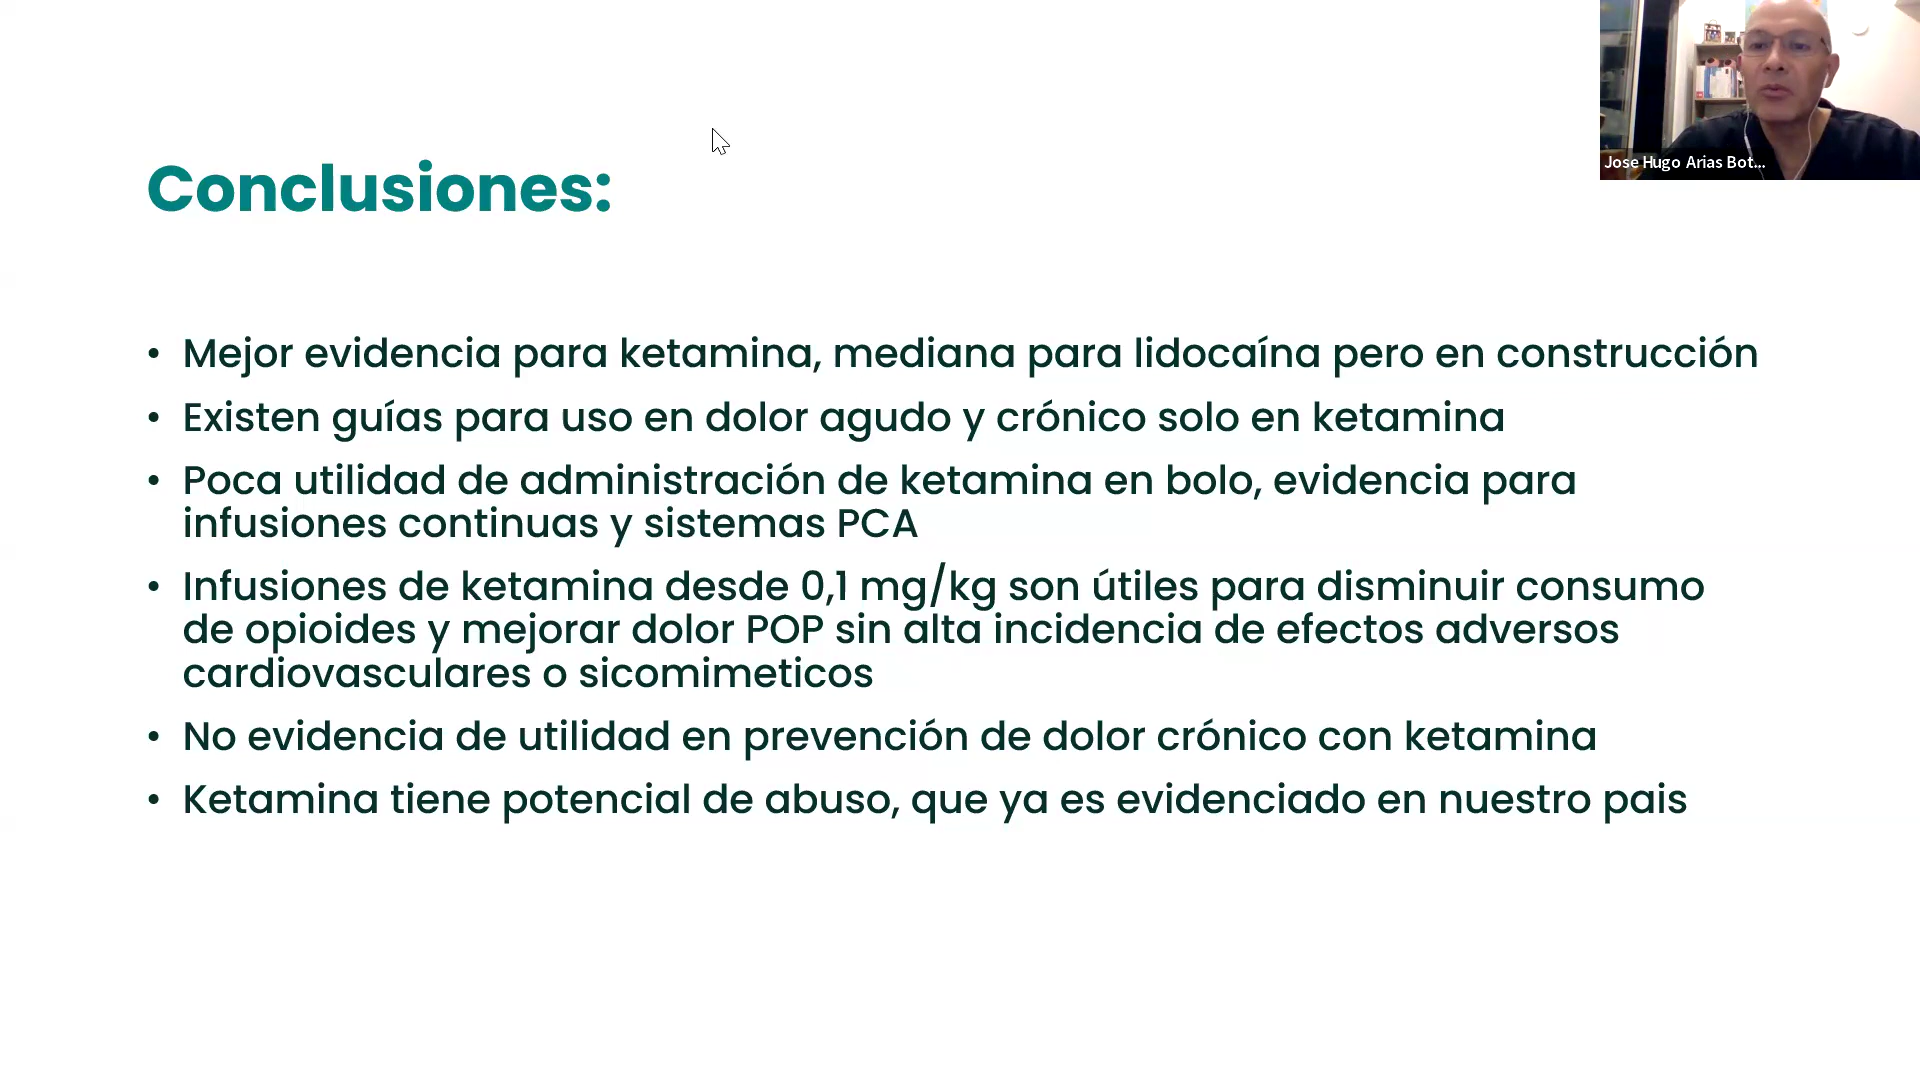 Jose Hugo Arias Bot...
Conclusiones:
• Mejor evidencia para ketamina, mediana para lidocaína pero en construcción
• Existen guías para uso en dolor agudo y crónico solo en ketamina
• Poca utilidad de administración de ketamina en bolo, evidencia para
infusiones continuas y sistemas PCA
• Infusiones de ketamina desde 0,1 mg/kg son útiles para disminuir consumo
de opioides y mejorar dolor POP sin alta incidencia de efectos adversos
cardiovasculares o sicomimeticos
• No evidencia de utilidad en prevención de dolor crónico con ketamina
• Ketamina tiene potencial de abuso, que ya es evidenciado en nuestro pais